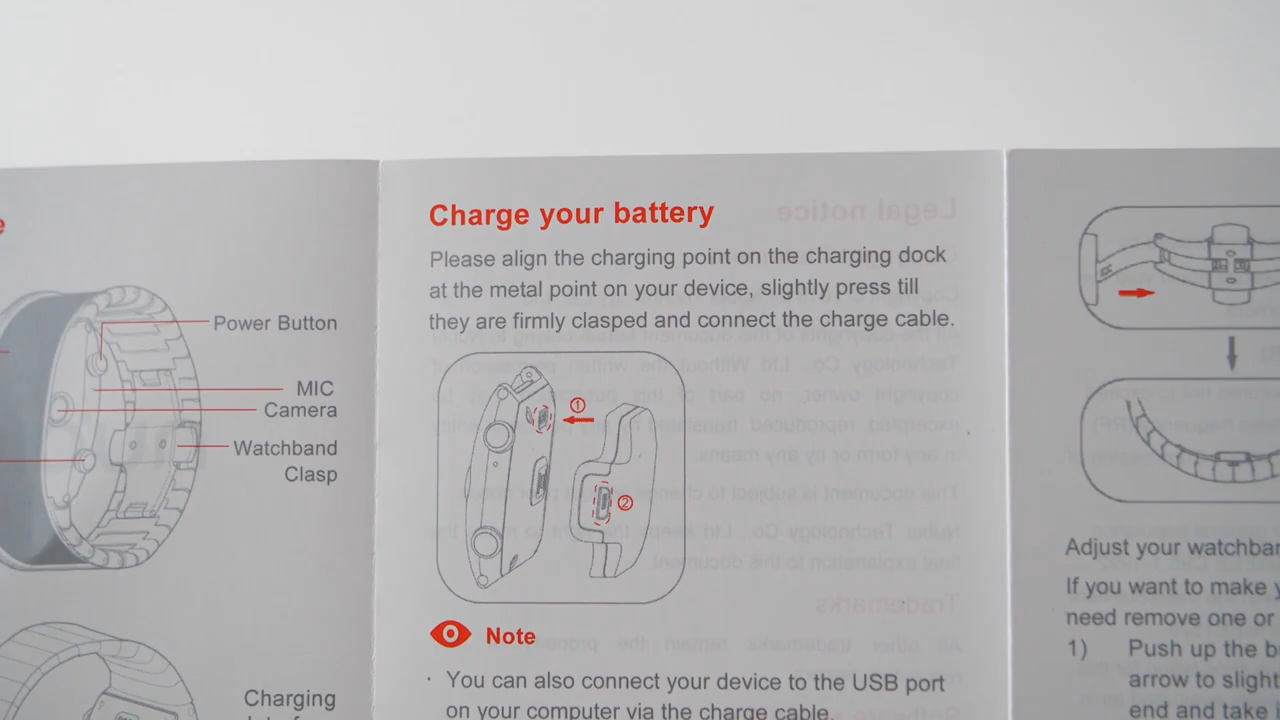 e
Power Button
MIC
Camera
Watchband
Clasp
Charging
Charge your battery
Please align the charging point on the charging dock
at the metal point on your device, slightly press till
they are firmly clasped and connect the charge cable.
1
2
Note
· You can also connect your device to the USB port
on your computer via the charge cable.
Adjust your watchban
If you want to make y
need remove one or
1) Push up the b
arrow to slight
end and take i